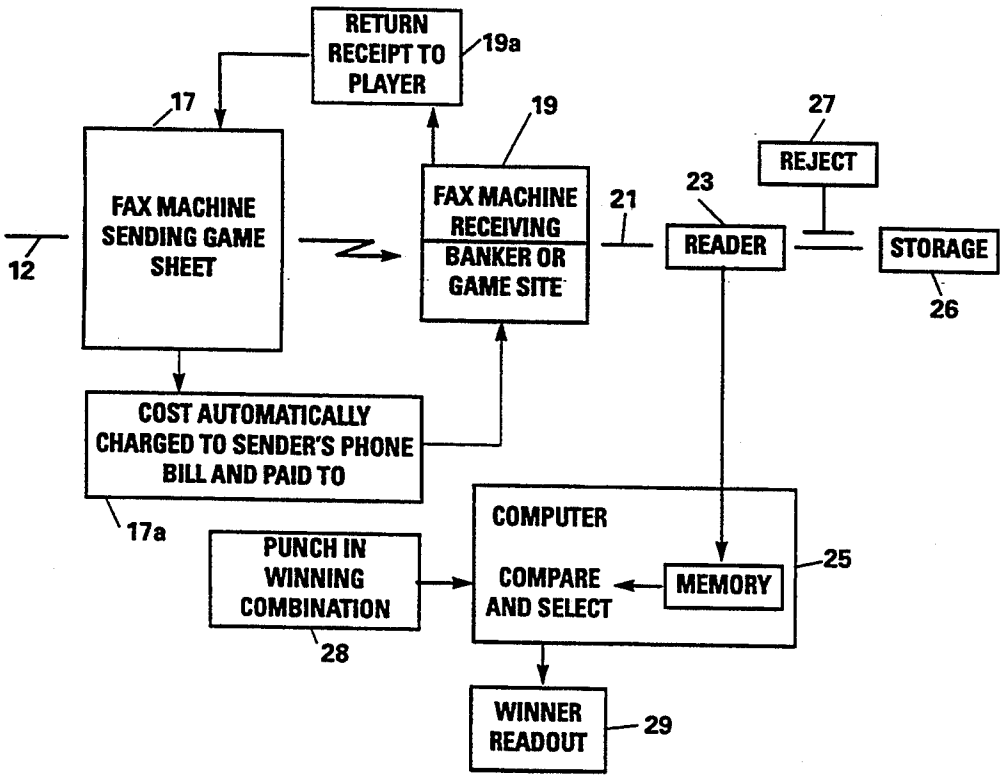 RETURN
RECEIPT TO
PLAYER
19a
17
19
27
FAX MACHINE
SENDING GAME
SHEET
12
FAX MACHINE
RECEIVING
BANKER OR
GAME SITE
21
23
READER
REJECT
STORAGE
26
COST AUTOMATICALLY
CHARGED TO SENDER'S PHONE
BILL AND PAID TO
17a
PUNCH IN
WINNING
COMBINATION
28
COMPUTER
COMPARE
AND SELECT
MEMORY
25
WINNER
READOUT
29